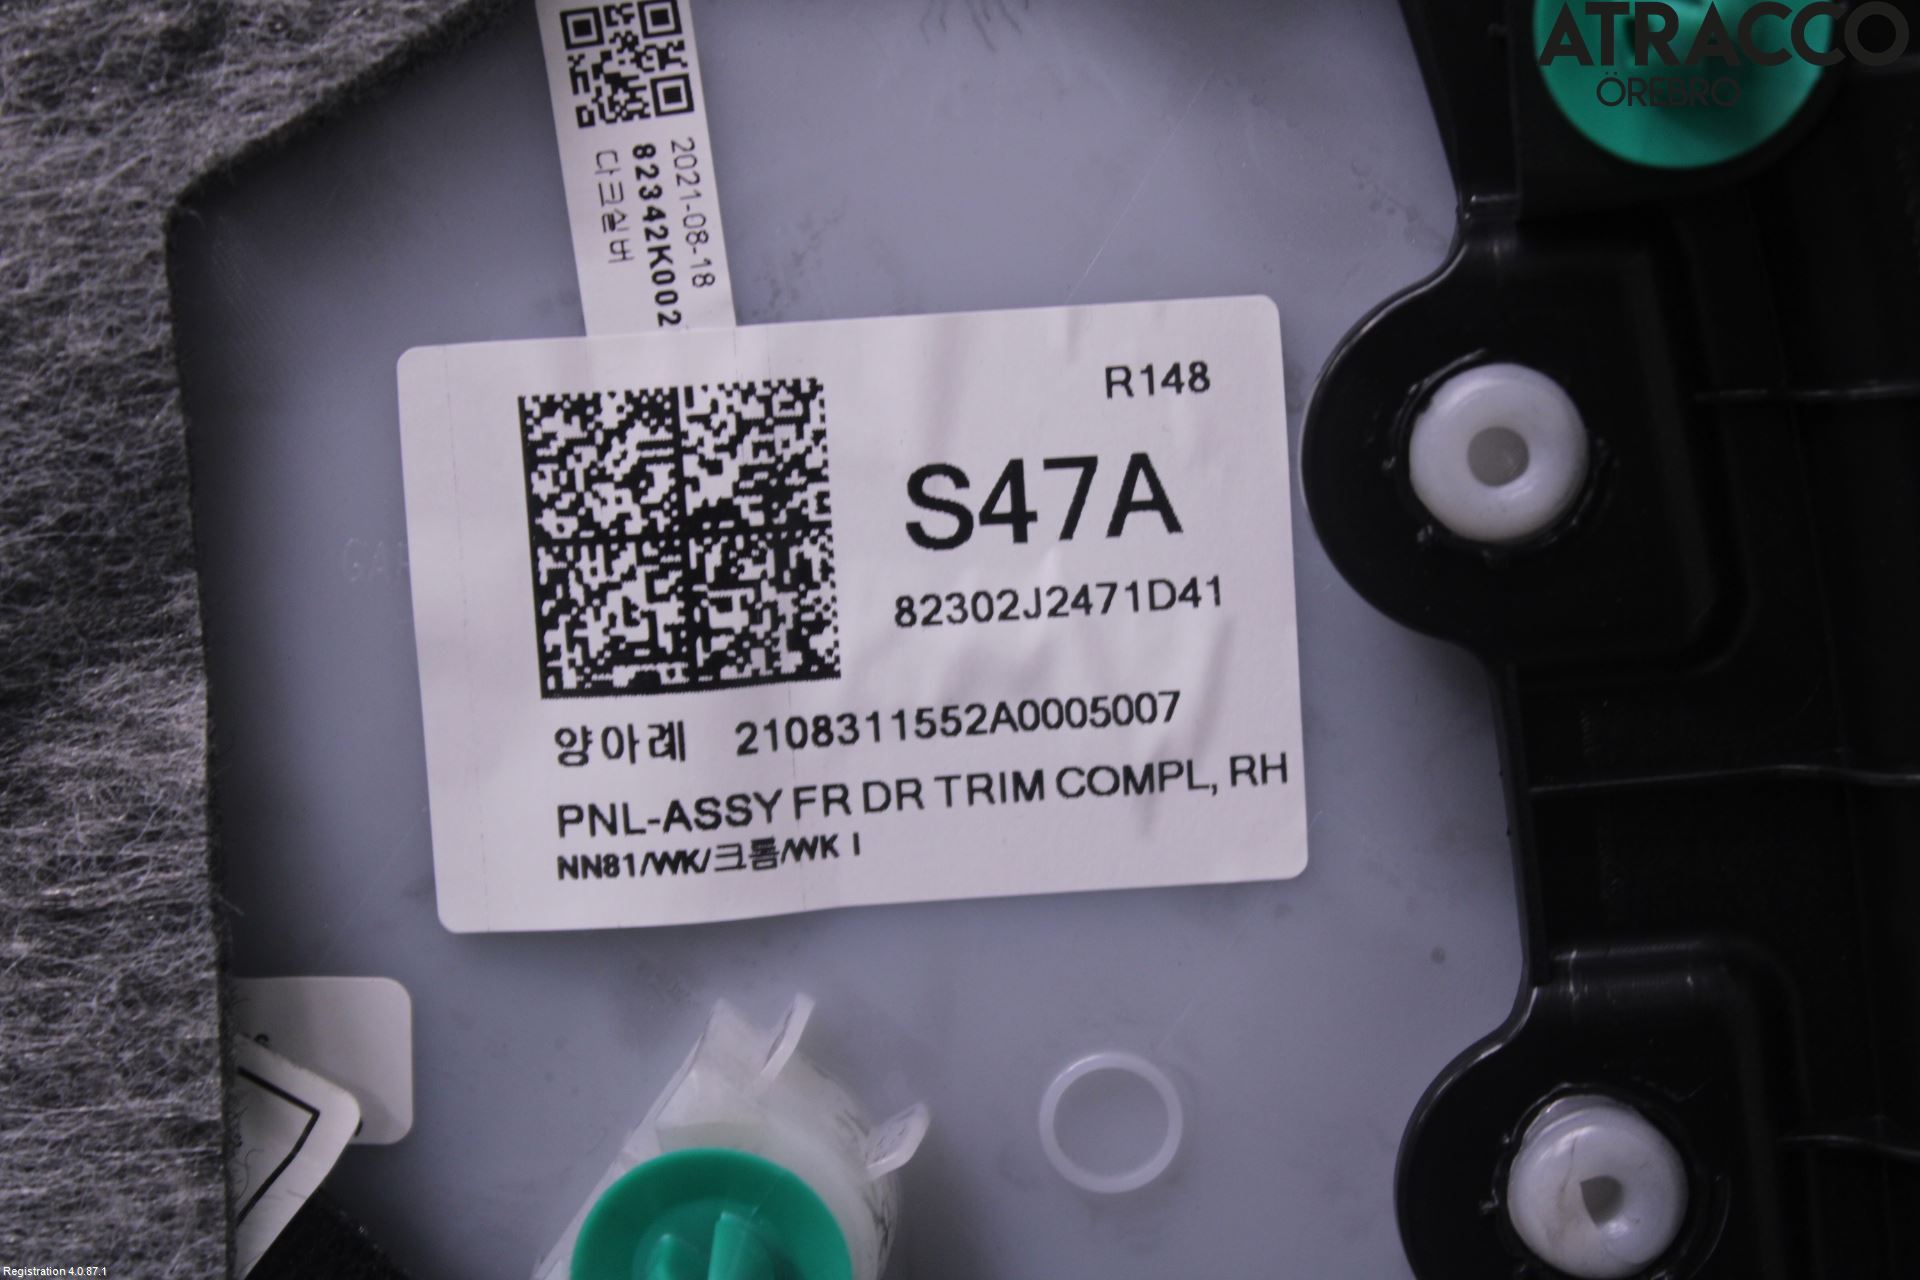 ATRACCO
ÖREBRO
2021-08-18
82342K002
다크실버
R148
S47A
82302J2471D41
양아례 2108311552A0005007
PNL-ASSY FR DR TRIM COMPL, RH
NN81/WK/크롬/WK I
Registration 4.0.87.1